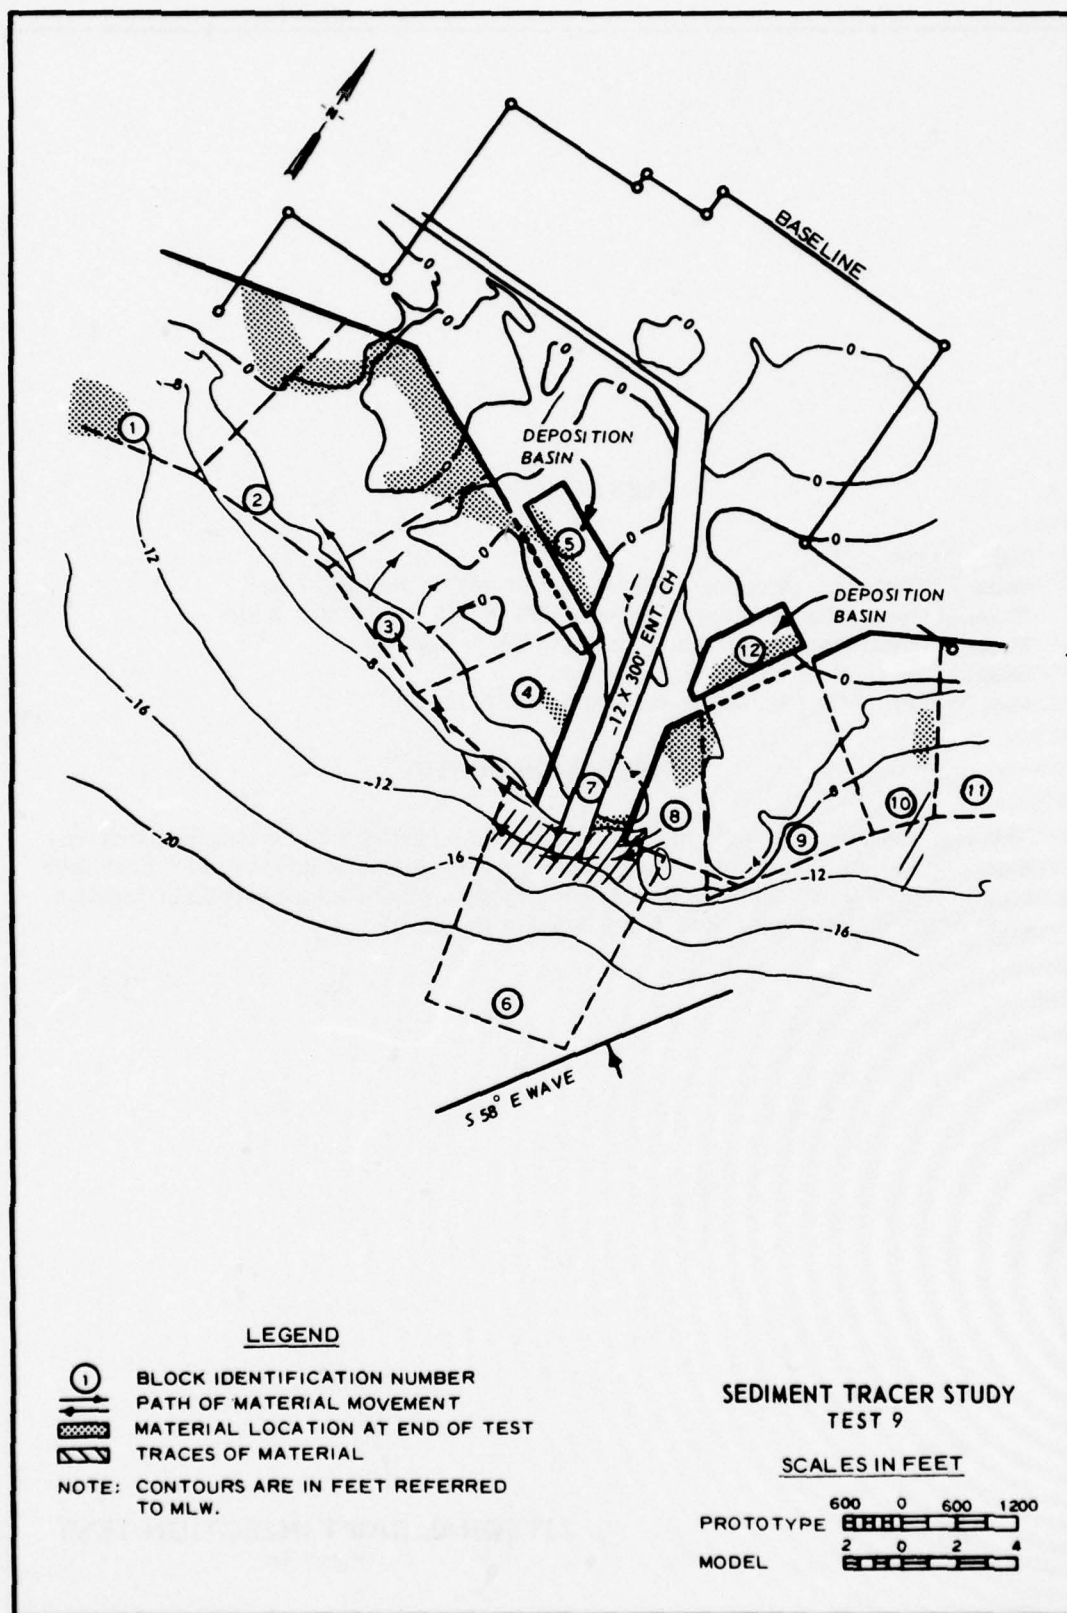 N
BASELINE
0
0
0
0
0
0
0
0
0
0
0
0
0
0
DEPOSITION
BASIN
DEPOSITION
BASIN
-12 X 300' ENT. CH
-4
-8
-8
-8
-12
-12
-12
-16
-16
-16
-20
1
2
3
4
5
6
7
8
9
10
11
12
S 58° E WAVE
LEGEND
1 BLOCK IDENTIFICATION NUMBER
PATH OF MATERIAL MOVEMENT
MATERIAL LOCATION AT END OF TEST
TRACES OF MATERIAL
NOTE: CONTOURS ARE IN FEET REFERRED
TO MLW.
SEDIMENT TRACER STUDY
TEST 9
SCALES IN FEET
PROTOTYPE 600 0 600 1200
MODEL 2 0 2 4